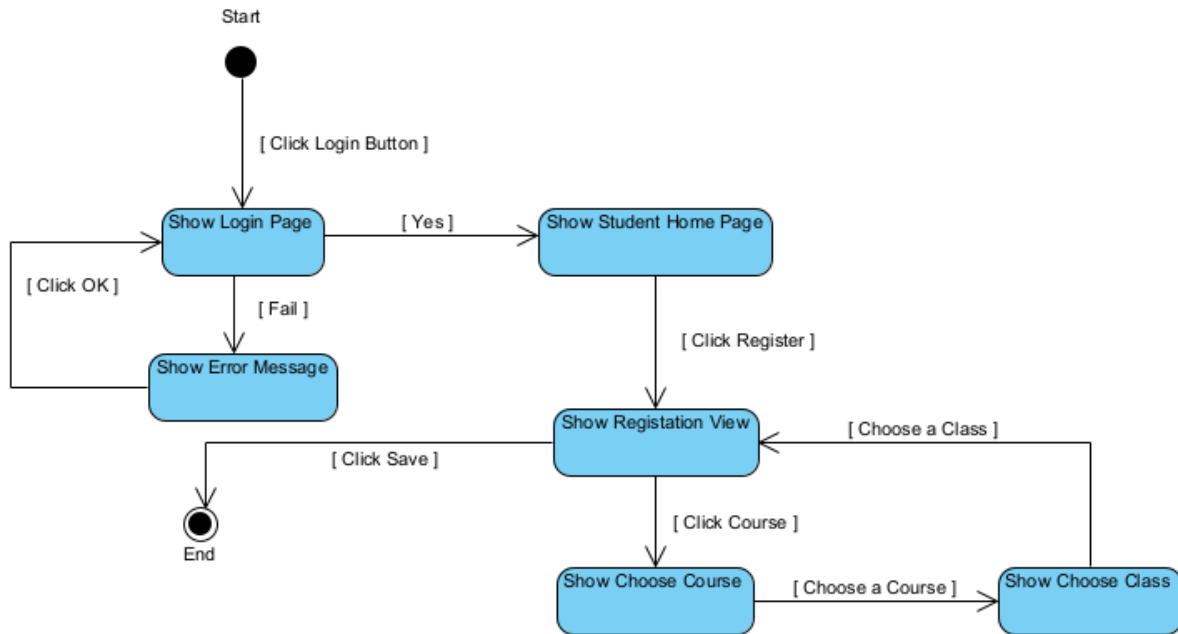 Start
[ Click Login Button ]
Show Login Page
[ Yes ]
Show Student Home Page
[ Click OK ]
[ Fail ]
[ Click Register ]
Show Error Message
Show Registation View
[ Choose a Class ]
[ Click Save ]
[ Click Course ]
End
Show Choose Course
[ Choose a Course ]
Show Choose Class